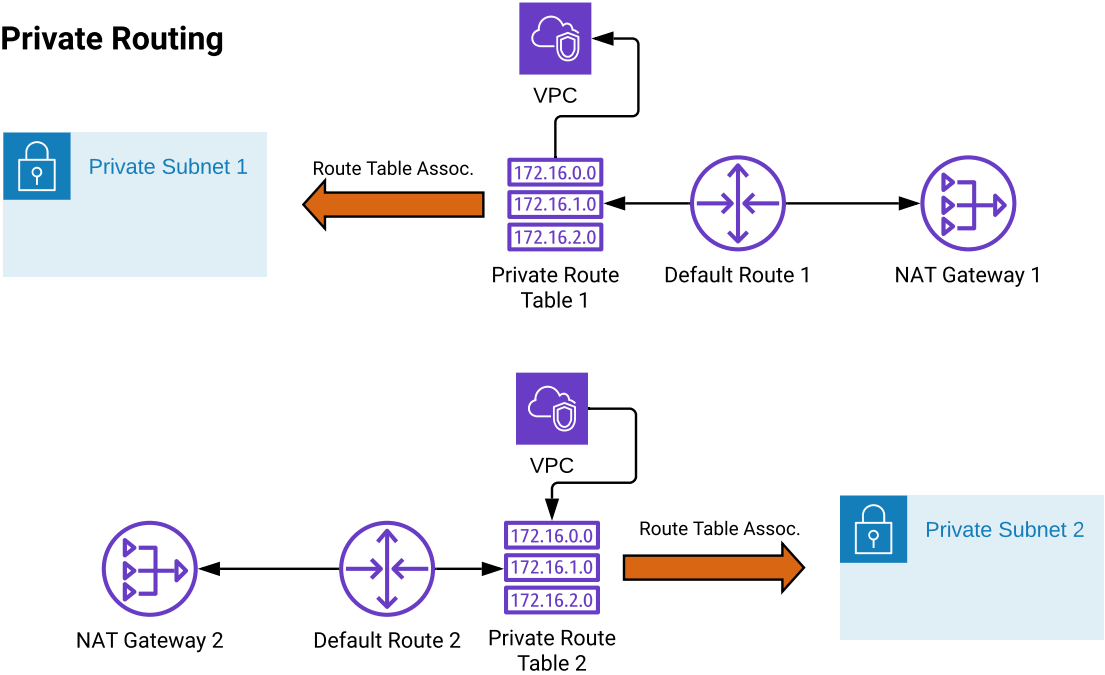 Private Routing
VPC
Private Subnet 1
Route Table Assoc.
172.16.0.0
172.16.1.0
172.16.2.0
Private Route
Table 1
Default Route 1
NAT Gateway 1
VPC
172.16.0.0
172.16.1.0
172.16.2.0
Route Table Assoc.
Private Subnet 2
NAT Gateway 2
Default Route 2
Private Route
Table 2